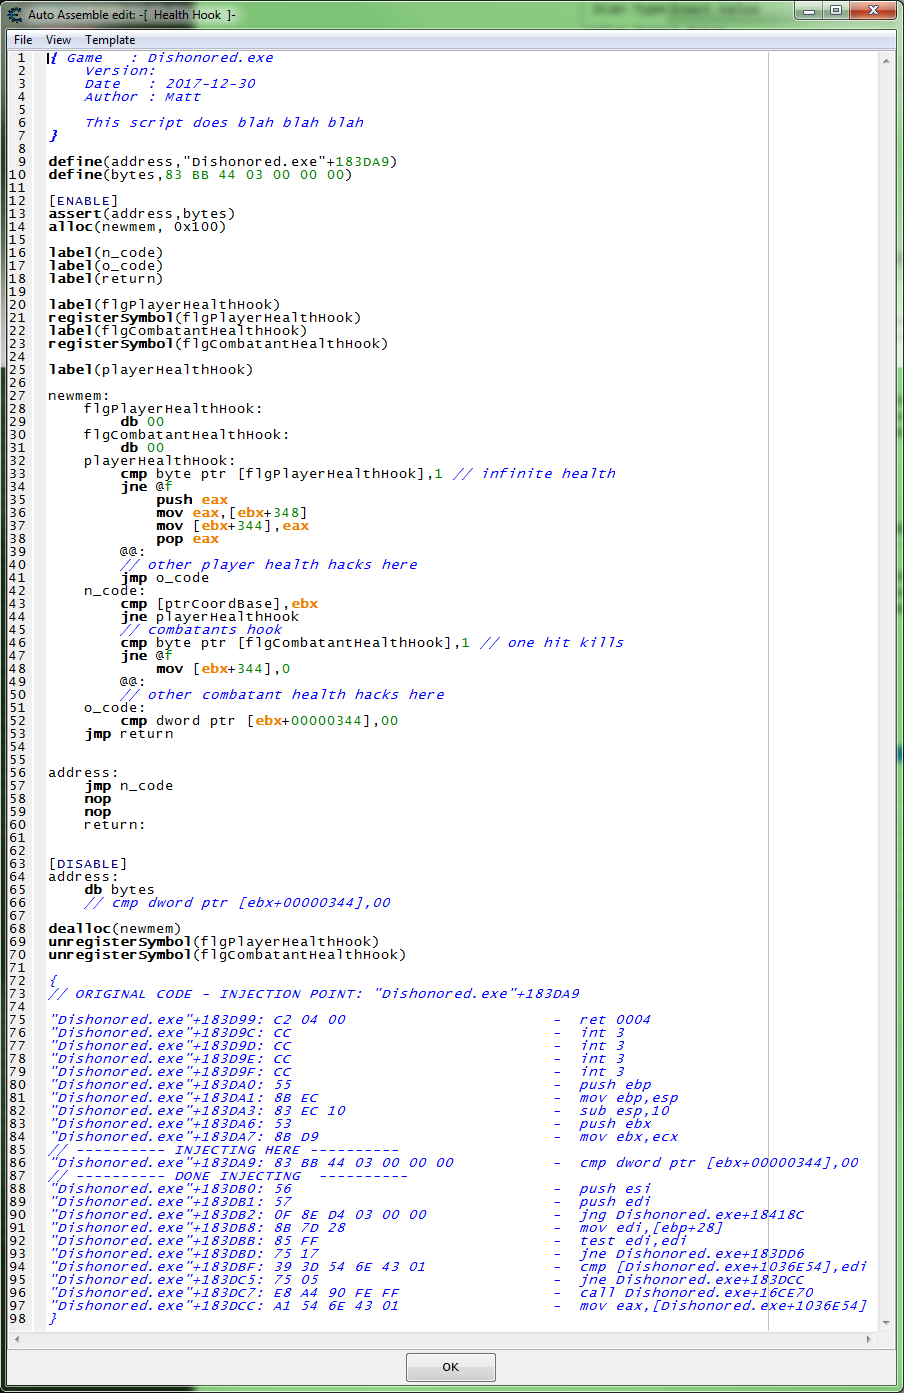 Auto Assemble edit: -[ Health Hook ]-
File View Template
1 { Game   : Dishonored.exe
2     Version:
3     Date   : 2017-12-30
4     Author : Matt
5
6     This script does blah blah blah
7 }
8
9 define(address,"Dishonored.exe"+183DA9)
10 define(bytes,83 BB 44 03 00 00 00)
11
12 [ENABLE]
13 assert(address,bytes)
14 alloc(newmem, 0x100)
15
16 label(n_code)
17 label(o_code)
18 label(return)
19
20 label(flgPlayerHealthHook)
21 registerSymbol(flgPlayerHealthHook)
22 label(flgCombatantHealthHook)
23 registerSymbol(flgCombatantHealthHook)
24
25 label(playerHealthHook)
26
27 newmem:
28     flgPlayerHealthHook:
29         db 00
30     flgCombatantHealthHook:
31         db 00
32     playerHealthHook:
33         cmp byte ptr [flgPlayerHealthHook],1 // infinite health
34         jne @f
35             push eax
36             mov eax,[ebx+348]
37             mov [ebx+344],eax
38             pop eax
39         @@:
40         // other player health hacks here
41         jmp o_code
42     n_code:
43         cmp [ptrCoordBase],ebx
44         jne playerHealthHook
45         // combatants hook
46         cmp byte ptr [flgCombatantHealthHook],1 // one hit kills
47         jne @f
48             mov [ebx+344],0
49         @@:
50         // other combatant health hacks here
51     o_code:
52         cmp dword ptr [ebx+00000344],00
53     jmp return
54
55
56 address:
57     jmp n_code
58     nop
59     nop
60     return:
61
62
63 [DISABLE]
64 address:
65     db bytes
66     // cmp dword ptr [ebx+00000344],00
67
68 dealloc(newmem)
69 unregisterSymbol(flgPlayerHealthHook)
70 unregisterSymbol(flgCombatantHealthHook)
71
72 {
73 // ORIGINAL CODE - INJECTION POINT: "Dishonored.exe"+183DA9
74
75 "Dishonored.exe"+183D99: C2 04 00 - ret 0004
76 "Dishonored.exe"+183D9C: CC - int 3
77 "Dishonored.exe"+183D9D: CC - int 3
78 "Dishonored.exe"+183D9E: CC - int 3
79 "Dishonored.exe"+183D9F: CC - int 3
80 "Dishonored.exe"+183DA0: 55 - push ebp
81 "Dishonored.exe"+183DA1: 8B EC - mov ebp,esp
82 "Dishonored.exe"+183DA3: 83 EC 10 - sub esp,10
83 "Dishonored.exe"+183DA6: 53 - push ebx
84 "Dishonored.exe"+183DA7: 8B D9 - mov ebx,ecx
85 // ---------- INJECTING HERE ----------
86 "Dishonored.exe"+183DA9: 83 BB 44 03 00 00 00 - cmp dword ptr [ebx+00000344],00
87 // ---------- DONE INJECTING  ----------
88 "Dishonored.exe"+183DB0: 56 - push esi
89 "Dishonored.exe"+183DB1: 57 - push edi
90 "Dishonored.exe"+183DB2: 0F 8E D4 03 00 00 - jng Dishonored.exe+18418C
91 "Dishonored.exe"+183DB8: 8B 7D 28 - mov edi,[ebp+28]
92 "Dishonored.exe"+183DBB: 85 FF - test edi,edi
93 "Dishonored.exe"+183DBD: 75 17 - jne Dishonored.exe+183DD6
94 "Dishonored.exe"+183DBF: 39 3D 54 6E 43 01 - cmp [Dishonored.exe+1036E54],edi
95 "Dishonored.exe"+183DC5: 75 05 - jne Dishonored.exe+183DCC
96 "Dishonored.exe"+183DC7: E8 A4 90 FE FF - call Dishonored.exe+16CE70
97 "Dishonored.exe"+183DCC: A1 54 6E 43 01 - mov eax,[Dishonored.exe+1036E54]
98 }
OK